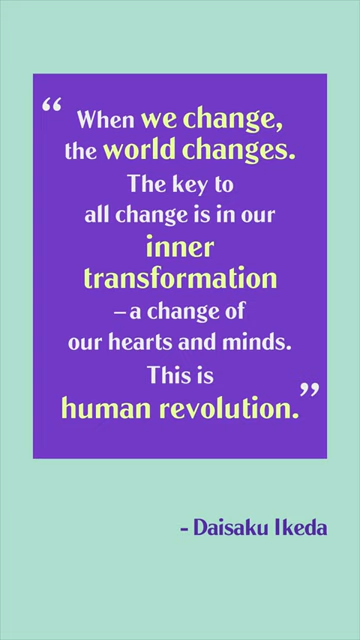 “ When we change,
the world changes.
The key to
all change is in our
inner
transformation
– a change of
our hearts and minds.
This is
human revolution. ”
- Daisaku Ikeda